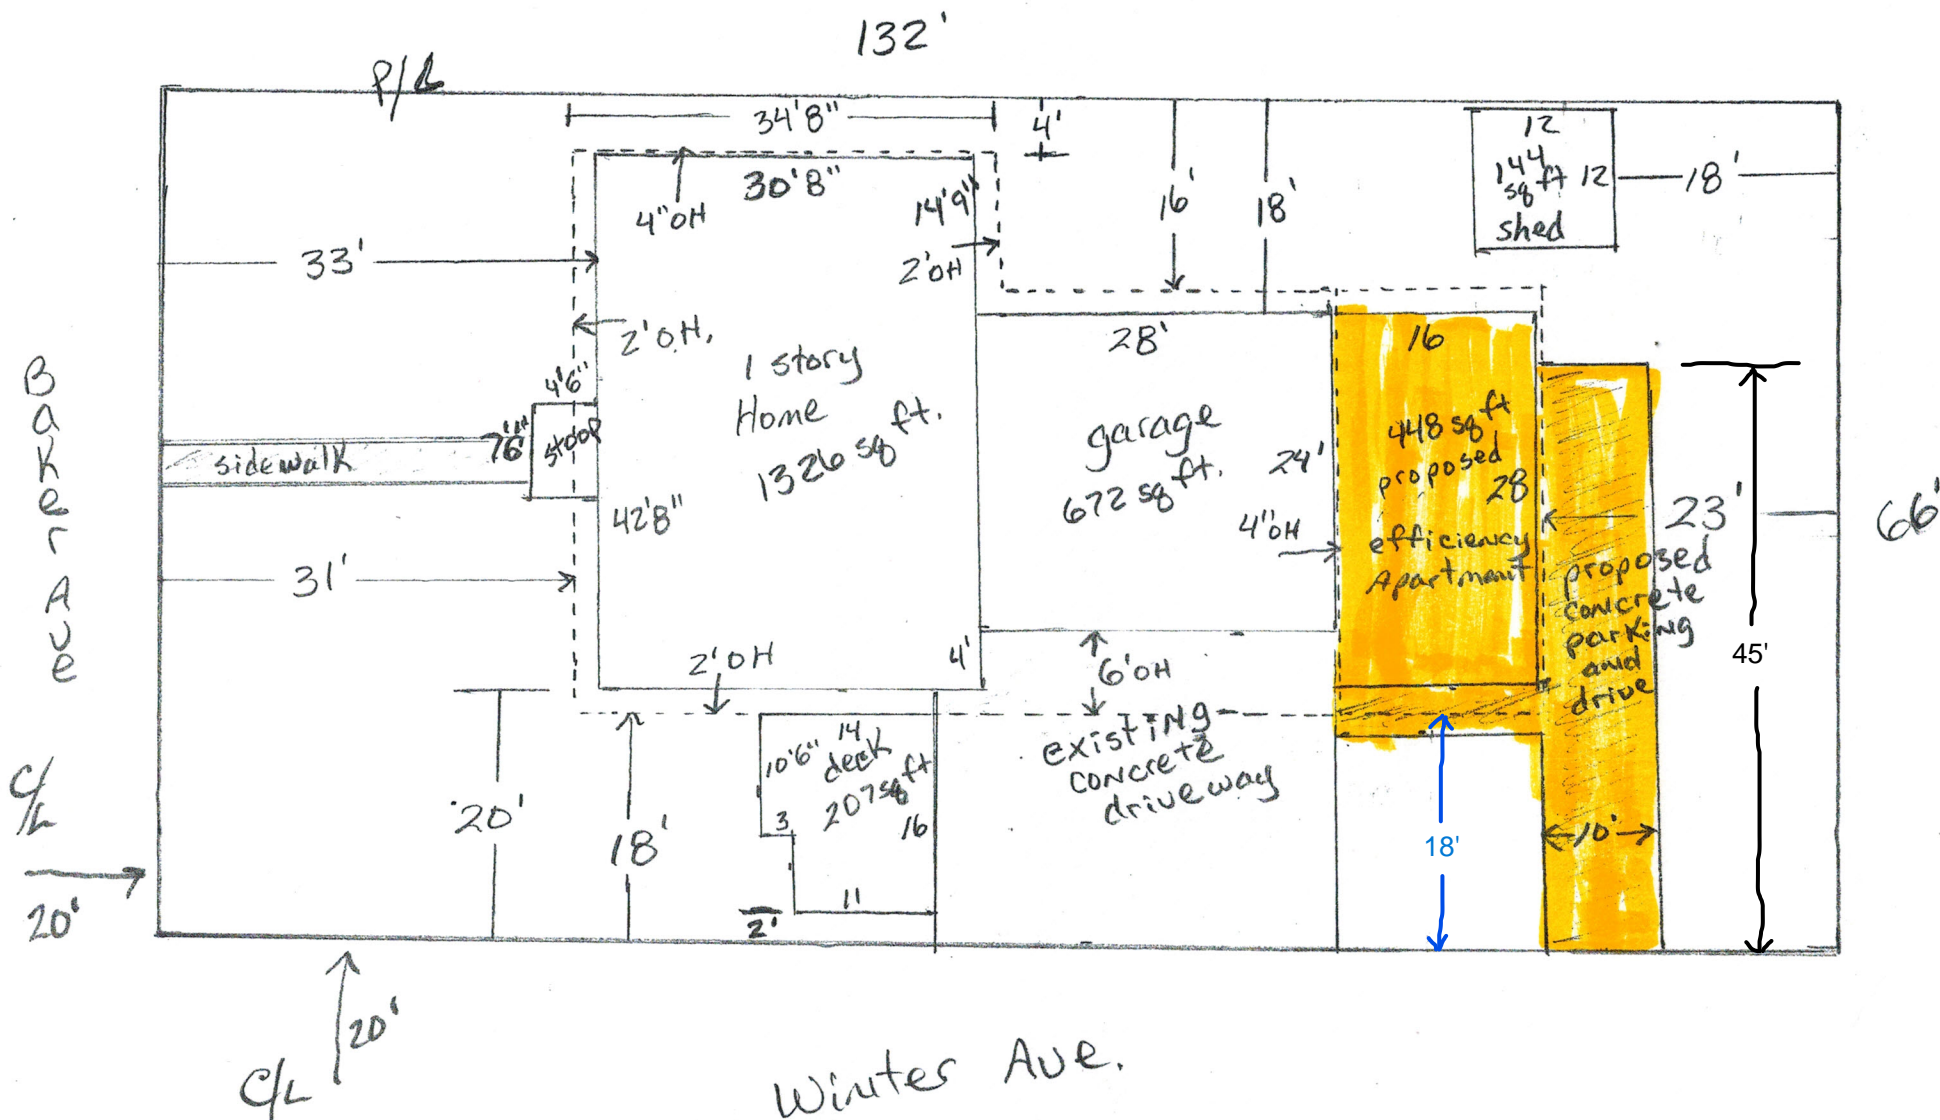 132'
P/L
34'8"
4'
12
144
sq ft 12
shed
18'
30'8"
4"OH
14'9"
2'OH
16'
18'
33'
2'O.H.
1 story
Home
1326 sq ft.
28'
16
4'6"
stoop
7'6"
sidewalk
42'8"
garage
672 sq ft.
24'
4"OH
448 sq ft
proposed
28
efficiency
Apartment
23'
proposed
concrete
parking
and
drive
66'
45'
Baker Ave
31'
2'OH
4'
6'OH
existing
concrete
driveway
14
10'6" deck
207 sq ft
3
16
11
2'
20'
18'
18'
10'
C/L
20'
20'
C/L
Winter Ave.